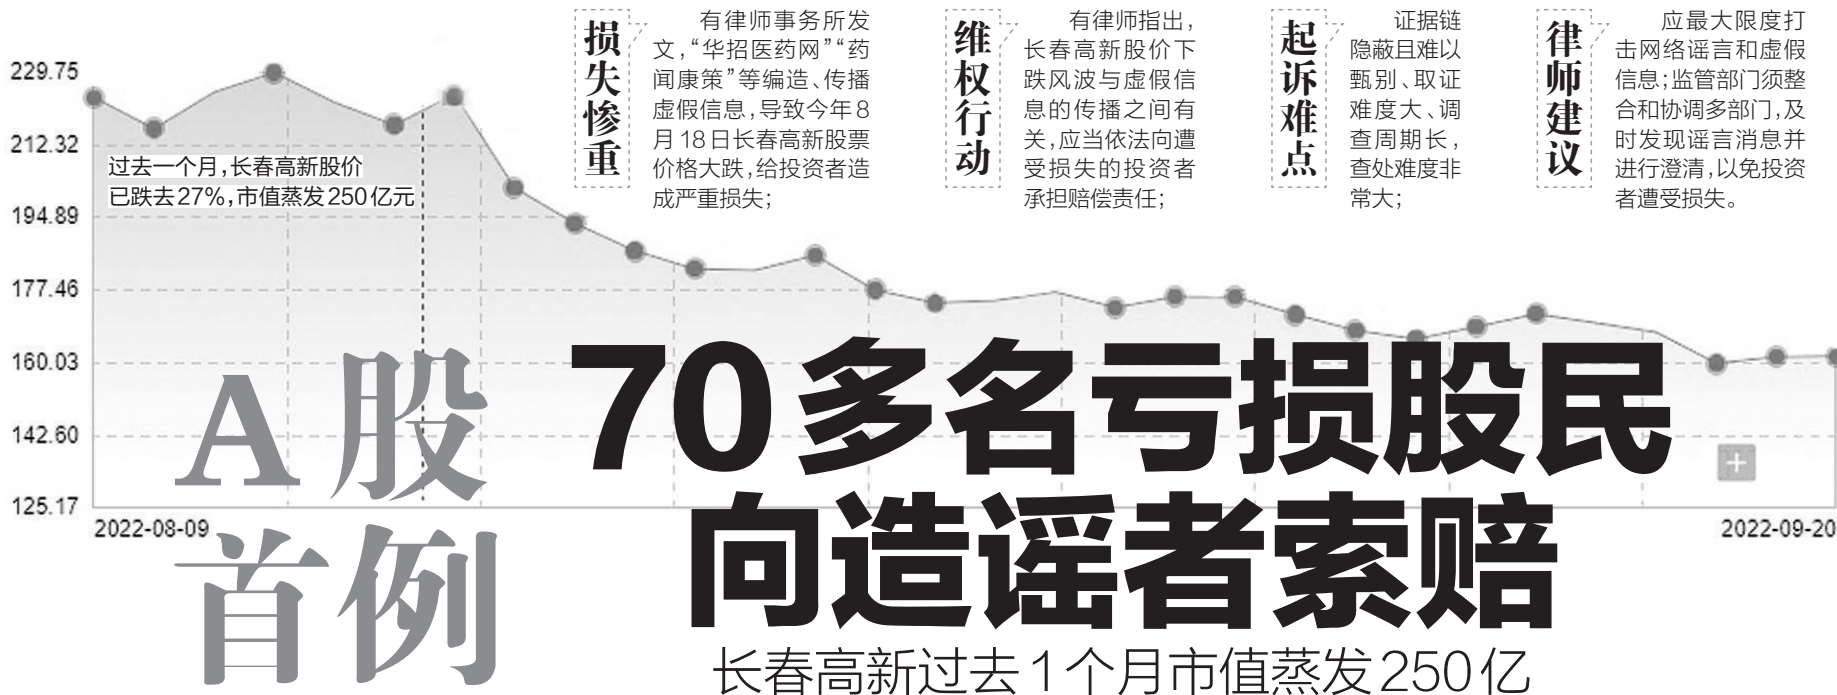 损失惨重
有律师事务所发
文，“华招医药网”“药
闻康策”等编造、传播
虚假信息，导致今年8
月18日长春高新股票
价格大跌，给投资者造
成严重损失；
维权行动
有律师指出，
长春高新股价下
跌风波与虚假信
息的传播之间有
关，应当依法向遭
受损失的投资者
承担赔偿责任；
起诉难点
证据链
隐蔽且难以
甄别、取证
难度大、调
查周期长，
查处难度非
常大；
律师建议
应最大限度打
击网络谣言和虚假
信息；监管部门须整
合和协调多部门，及
时发现谣言消息并
进行澄清，以免投资
者遭受损失。
229.75
212.32
194.89
177.46
160.03
142.60
125.17
过去一个月，长春高新股价
已跌去27%，市值蒸发250亿元
2022-08-09
2022-09-20
A股
首例
70多名亏损股民
向造谣者索赔
长春高新过去1个月市值蒸发250亿